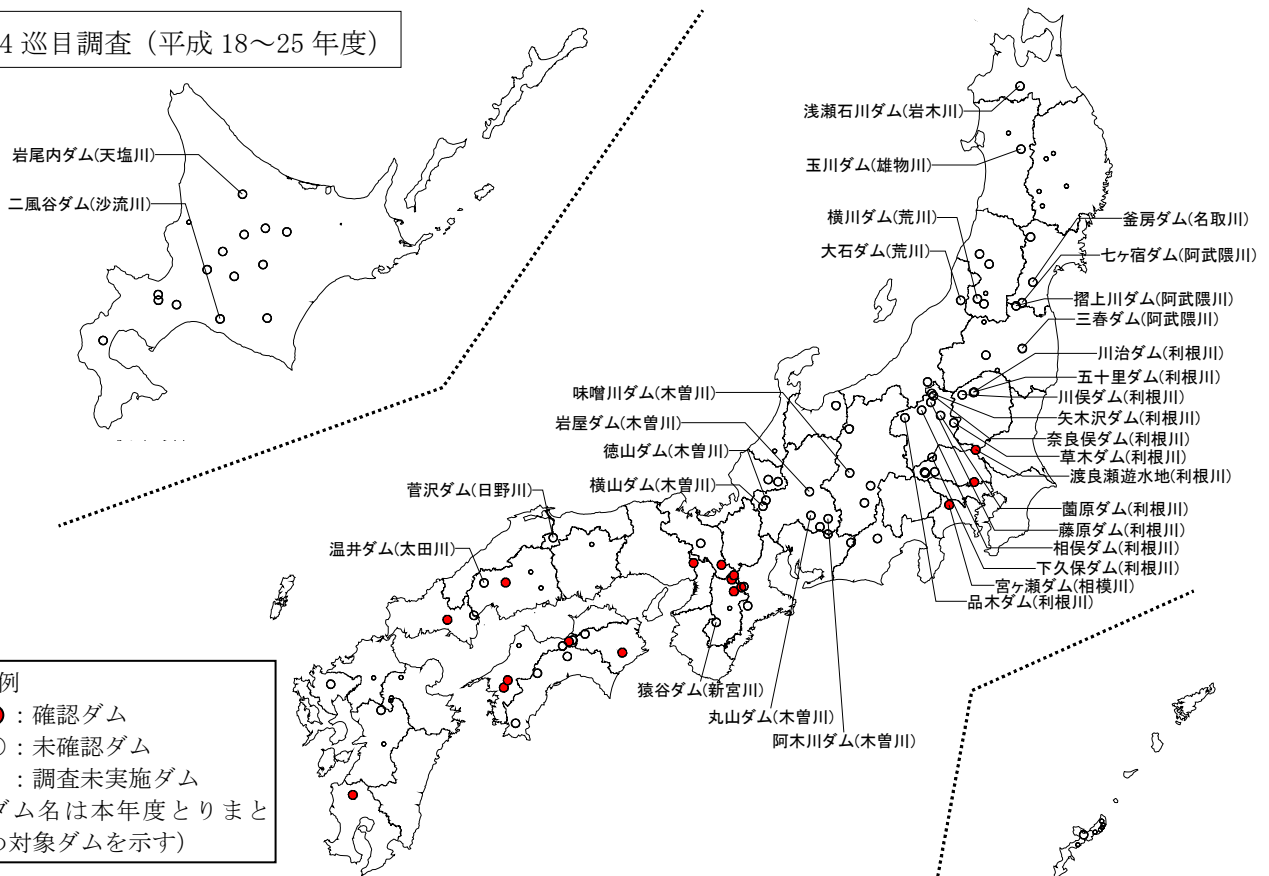 4 巡目調査（平成 18～25 年度）
岩尾内ダム(天塩川)
二風谷ダム(沙流川)
浅瀬石川ダム(岩木川)
玉川ダム(雄物川)
横川ダム(荒川)
大石ダム(荒川)
釜房ダム(名取川)
七ヶ宿ダム(阿武隈川)
摺上川ダム(阿武隈川)
三春ダム(阿武隈川)
川治ダム(利根川)
五十里ダム(利根川)
川俣ダム(利根川)
矢木沢ダム(利根川)
奈良俣ダム(利根川)
草木ダム(利根川)
渡良瀬遊水地(利根川)
薗原ダム(利根川)
藤原ダム(利根川)
相俣ダム(利根川)
下久保ダム(利根川)
宮ヶ瀬ダム(相模川)
品木ダム(利根川)
味噌川ダム(木曽川)
岩屋ダム(木曽川)
徳山ダム(木曽川)
横山ダム(木曽川)
菅沢ダム(日野川)
温井ダム(太田川)
猿谷ダム(新宮川)
丸山ダム(木曽川)
阿木川ダム(木曽川)
例
：確認ダム
：未確認ダム
：調査未実施ダム
ダム名は本年度とりまと
め対象ダムを示す)